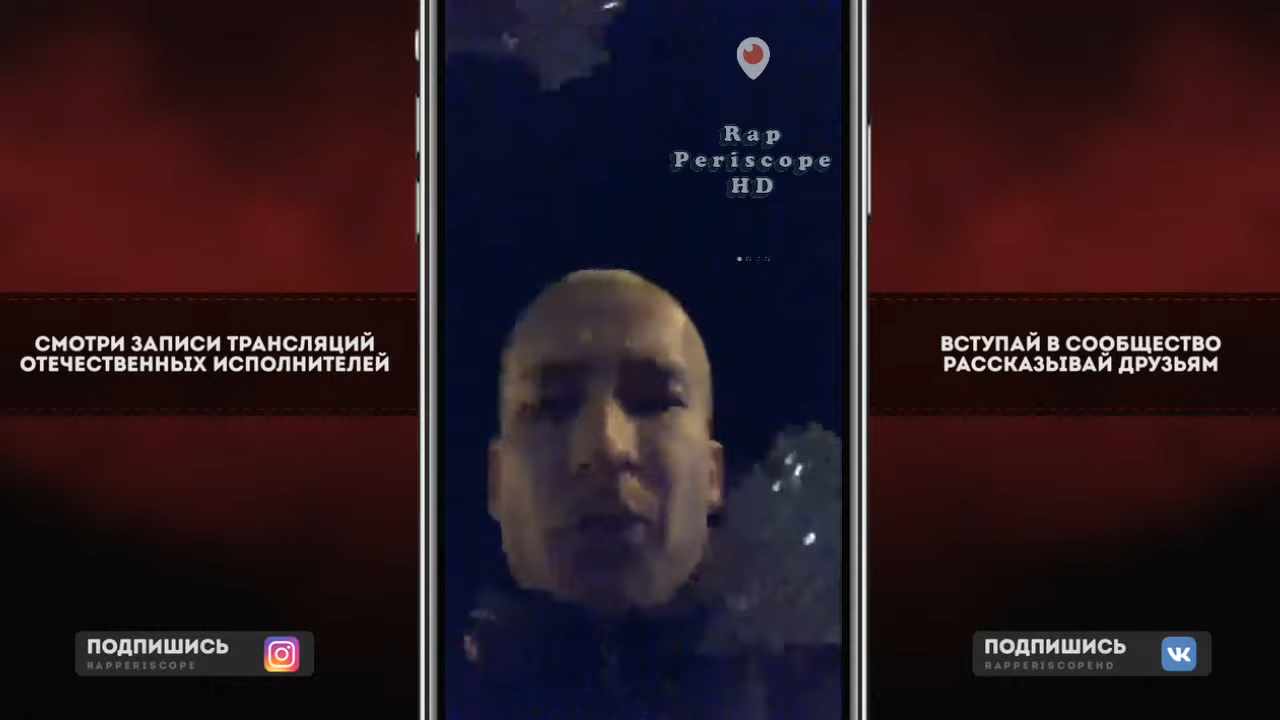 Rap
Periscope
HD
СМОТРИ ЗАПИСИ ТРАНСЛЯЦИЙ
ОТЕЧЕСТВЕННЫХ ИСПОЛНИТЕЛЕЙ
ВСТУПАЙ В СООБЩЕСТВО
РАССКАЗЫВАЙ ДРУЗЬЯМ
ПОДПИШИСЬ
RAPPERISCOPE
ПОДПИШИСЬ
RAPPERISCOPEHD